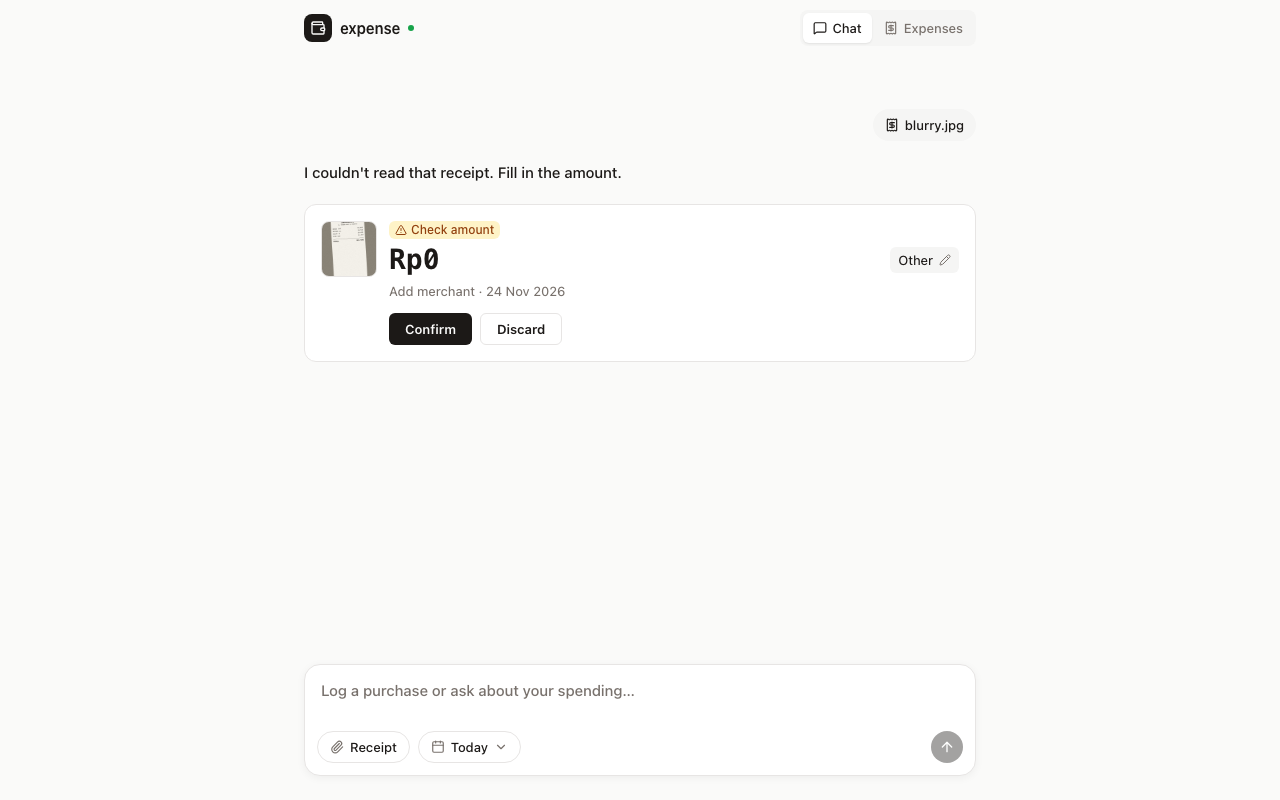 expense
Chat
Expenses
blurry.jpg
I couldn't read that receipt. Fill in the amount.
Check amount
Rp0
Other
Add merchant · 24 Nov 2026
Confirm
Discard
Log a purchase or ask about your spending...
Receipt
Today